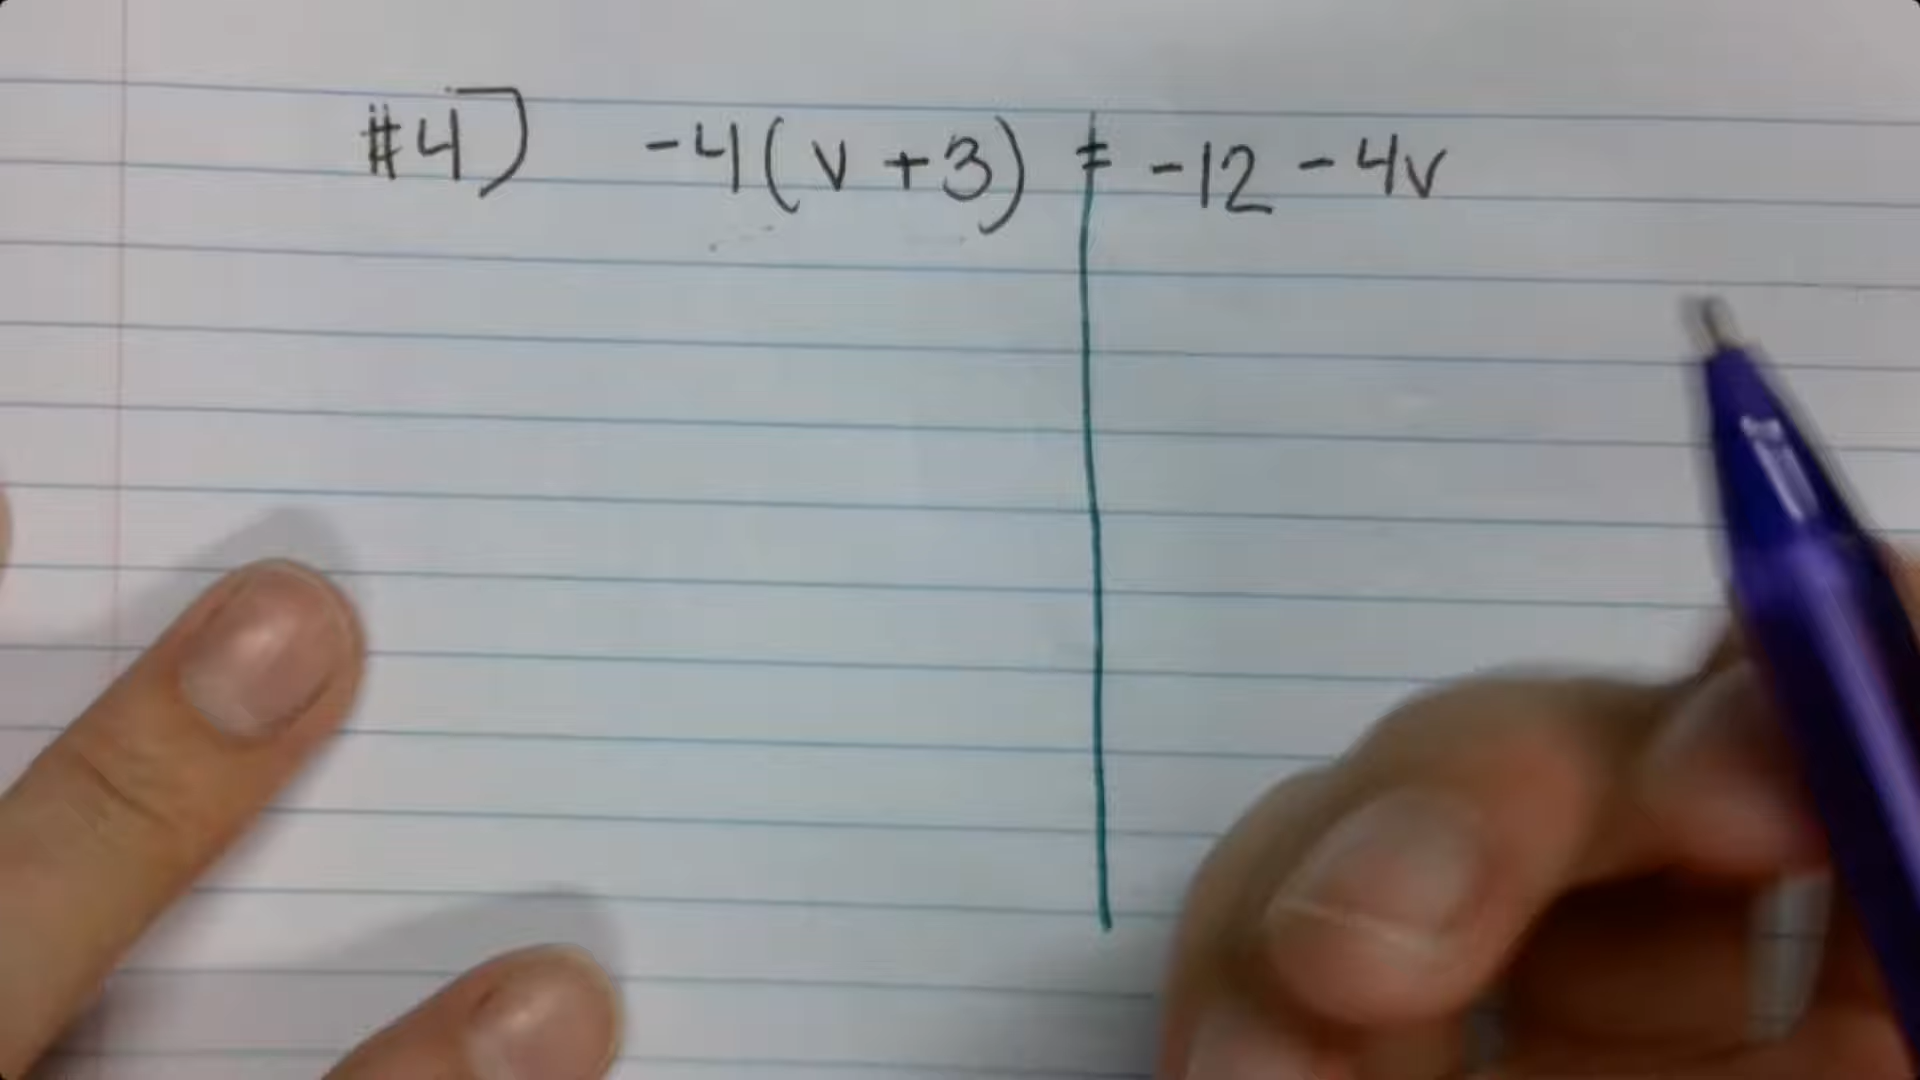 #4) -4(v+3) = -12 - 4v